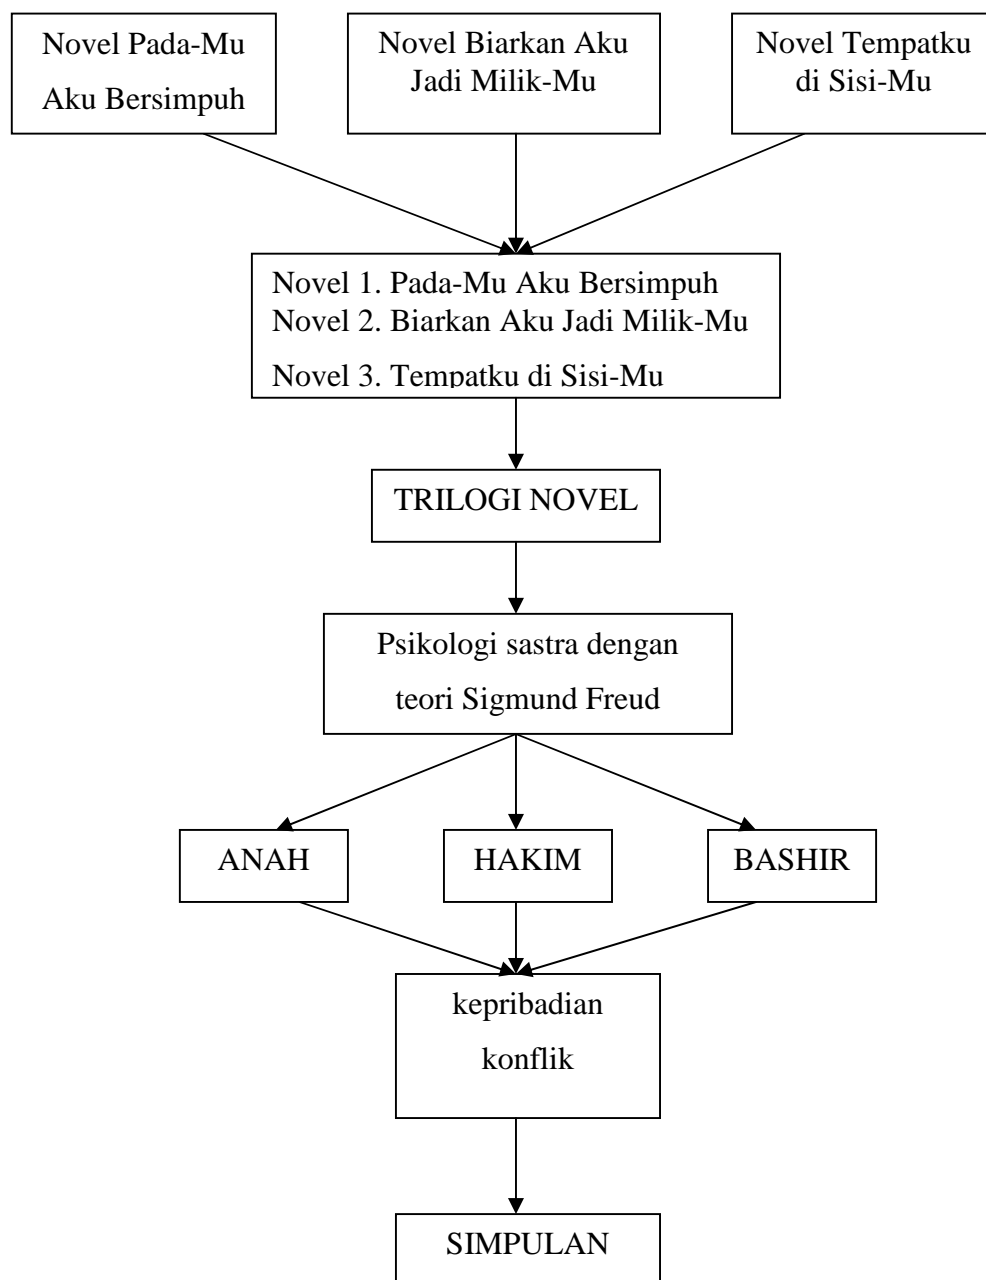 Novel Pada-Mu
Aku Bersimpuh
Novel Biarkan Aku
Jadi Milik-Mu
Novel Tempatku
di Sisi-Mu
Novel 1. Pada-Mu Aku Bersimpuh
Novel 2. Biarkan Aku Jadi Milik-Mu
Novel 3. Tempatku di Sisi-Mu
TRILOGI NOVEL
Psikologi sastra dengan
teori Sigmund Freud
ANAH
HAKIM
BASHIR
kepribadian
konflik
SIMPULAN